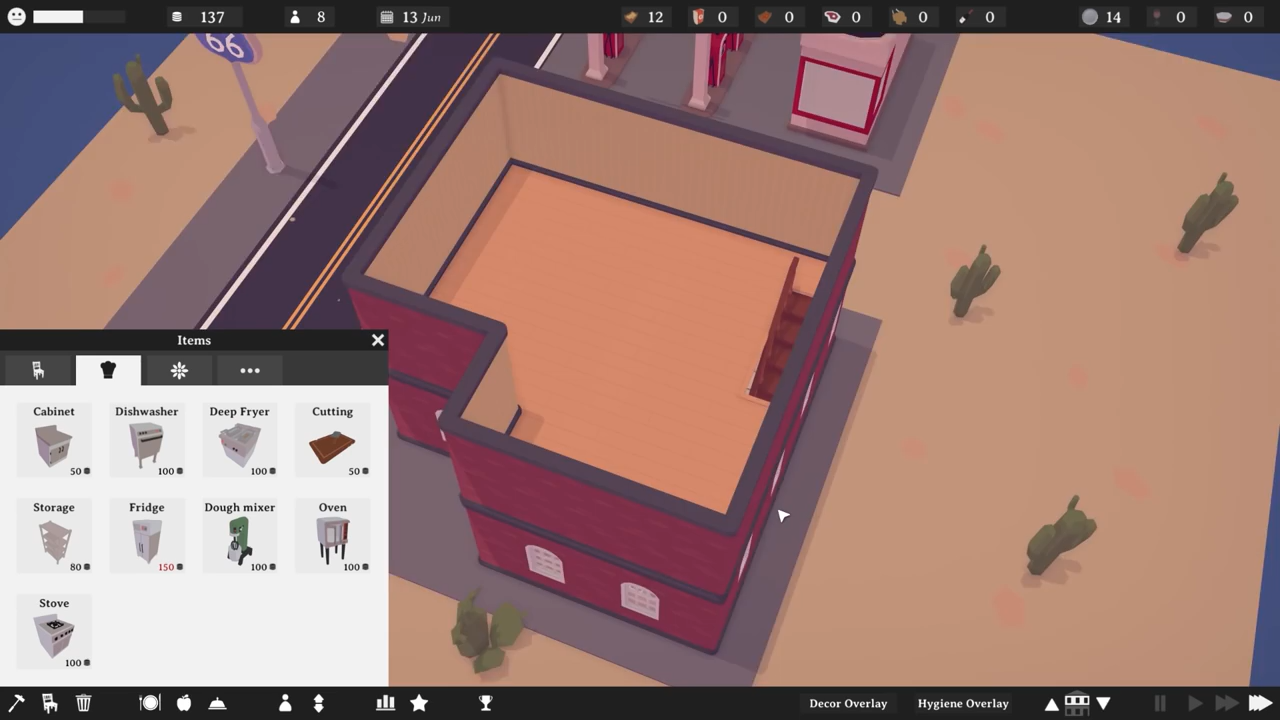 137
8
13 Jun
12
0
0
0
0
0
14
0
0
66
Items
Cabinet
50
Dishwasher
100
Deep Fryer
100
Cutting
50
Storage
80
Fridge
150
Dough mixer
100
Oven
100
Stove
100
Decor Overlay
Hygiene Overlay